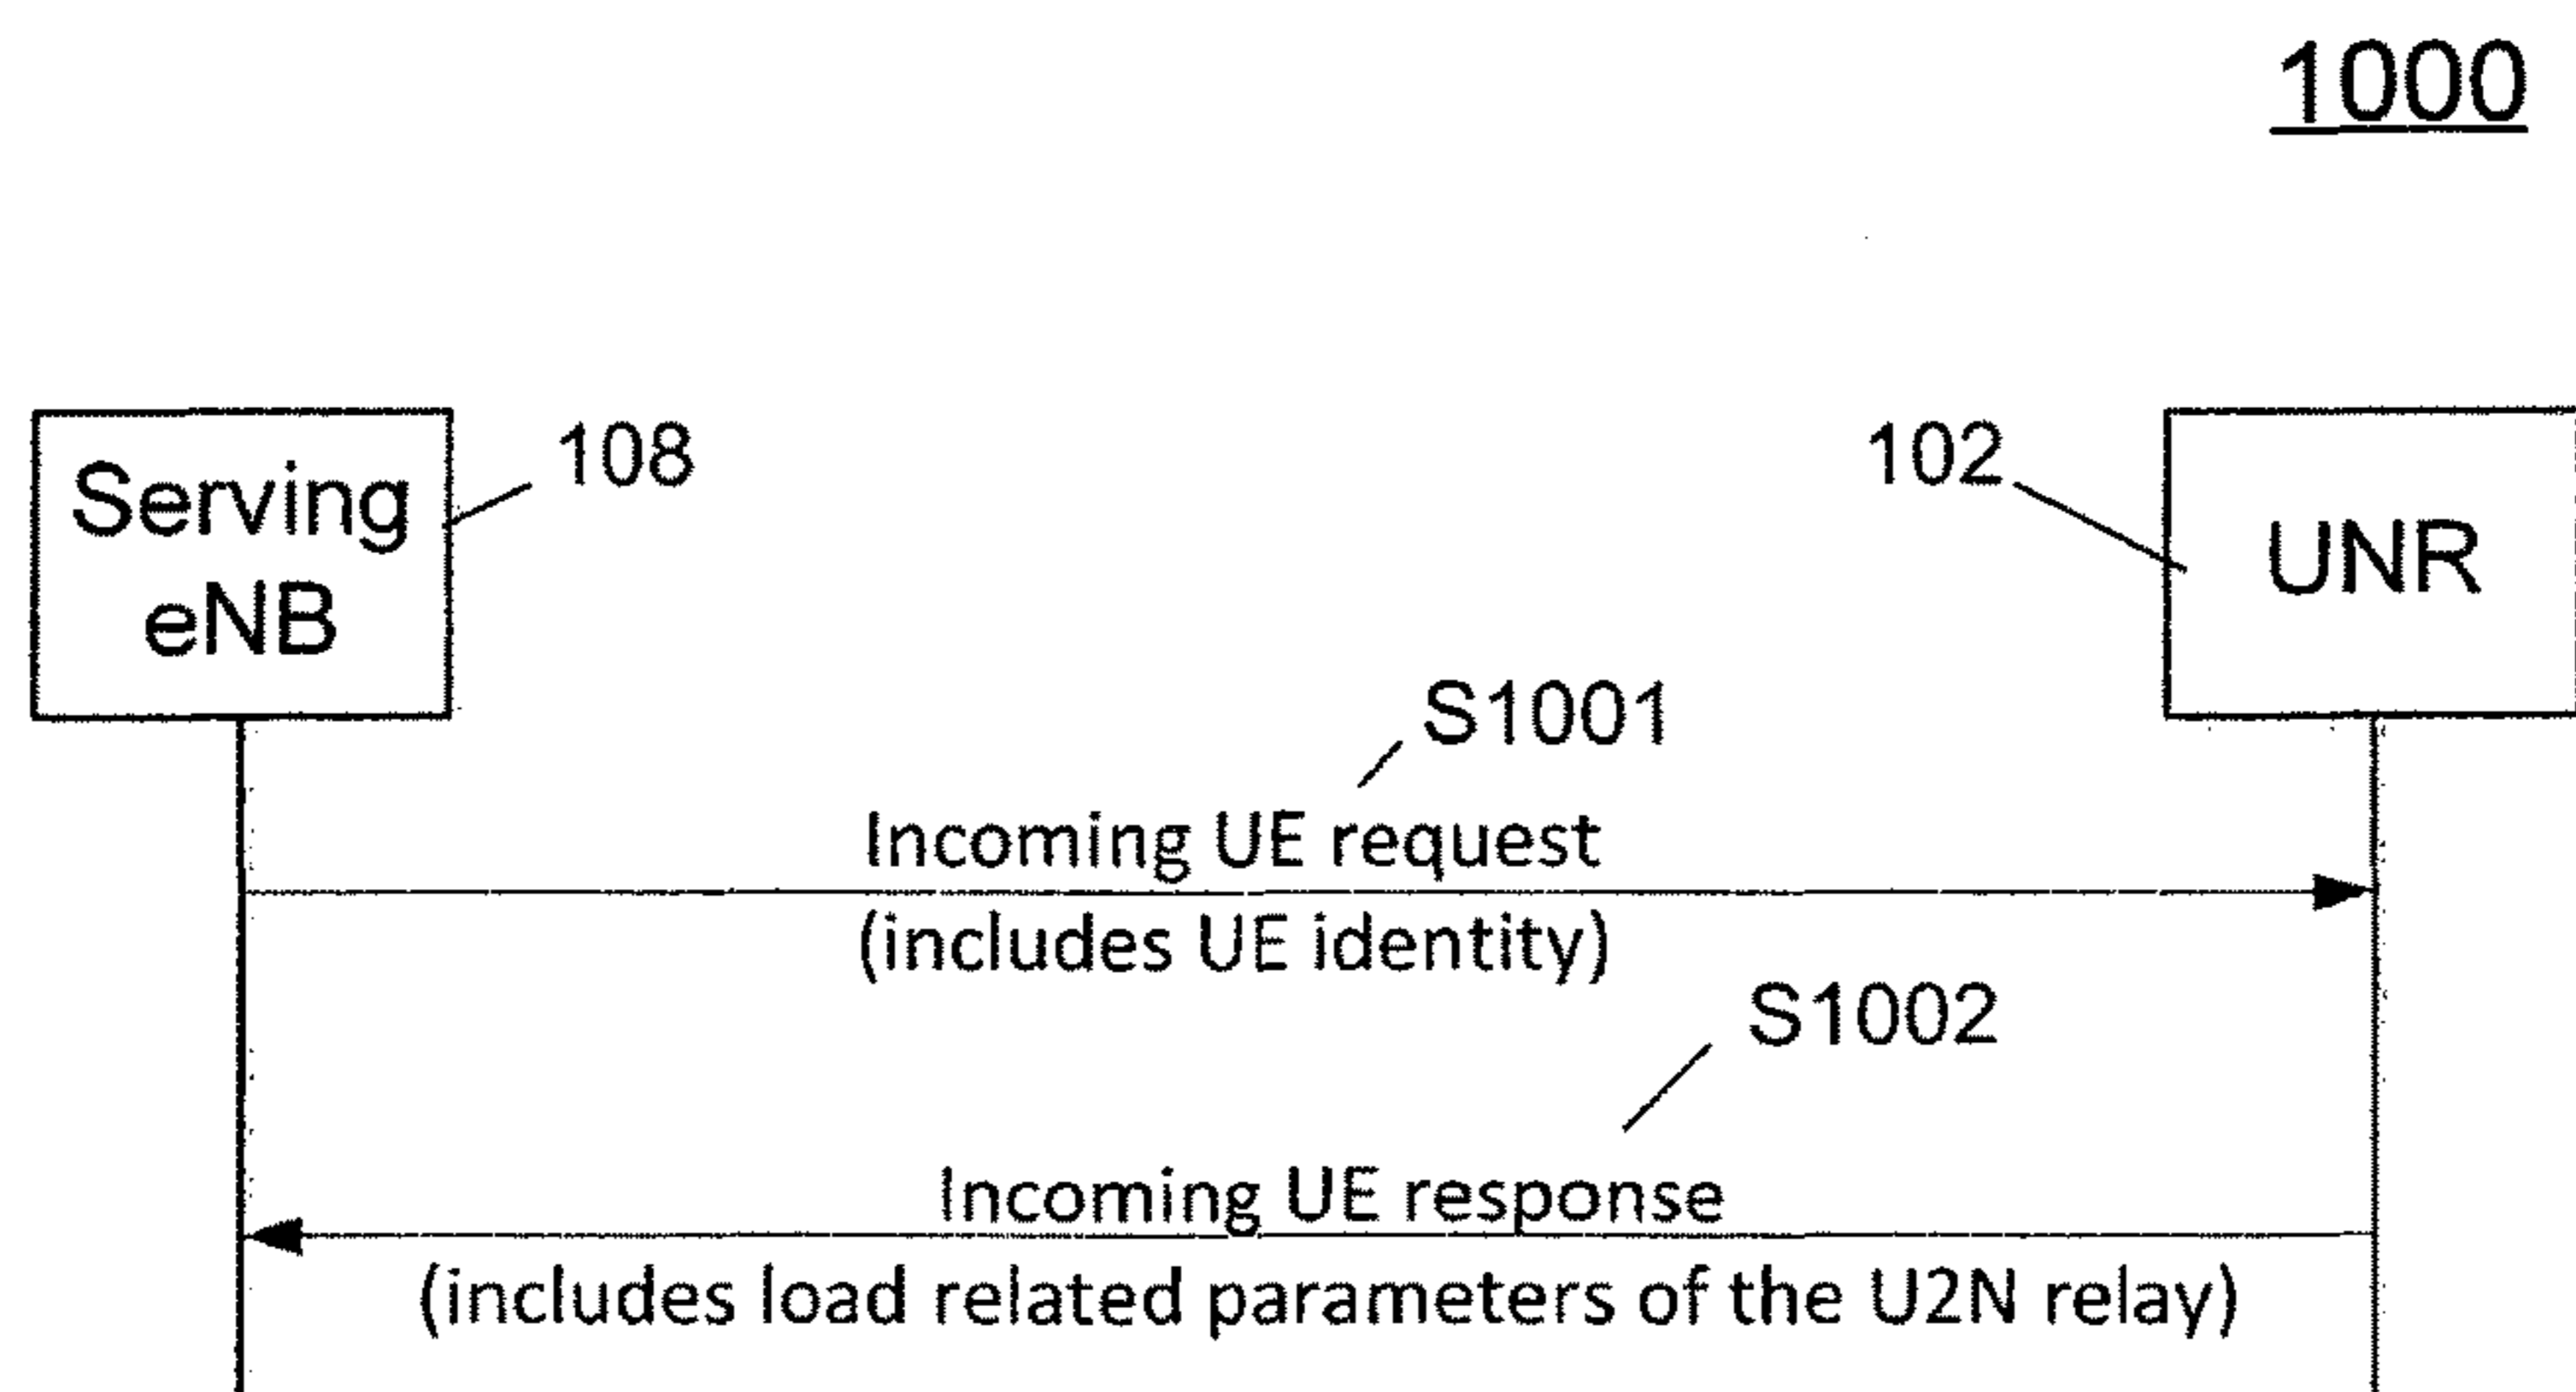 1000
Serving
eNB
108
102
UNR
S1001
Incoming UE request
(includes UE identity)
S1002
Incoming UE response
(includes load related parameters of the U2N relay)